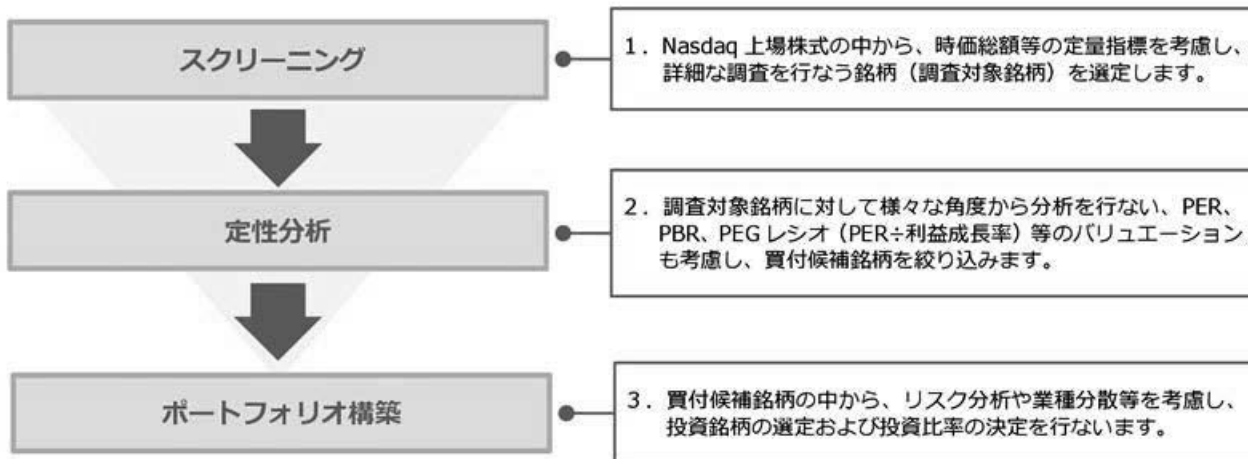 スクリーニング
1．Nasdaq 上場株式の中から、時価総額等の定量指標を考慮し、
詳細な調査を行なう銘柄（調査対象銘柄）を選定します。
定性分析
2．調査対象銘柄に対して様々な角度から分析を行ない、PER、
PBR、PEG レシオ（PER÷利益成長率）等のバリュエーション
も考慮し、買付候補銘柄を絞り込みます。
ポートフォリオ構築
3．買付候補銘柄の中から、リスク分析や業種分散等を考慮し、
投資銘柄の選定および投資比率の決定を行ないます。